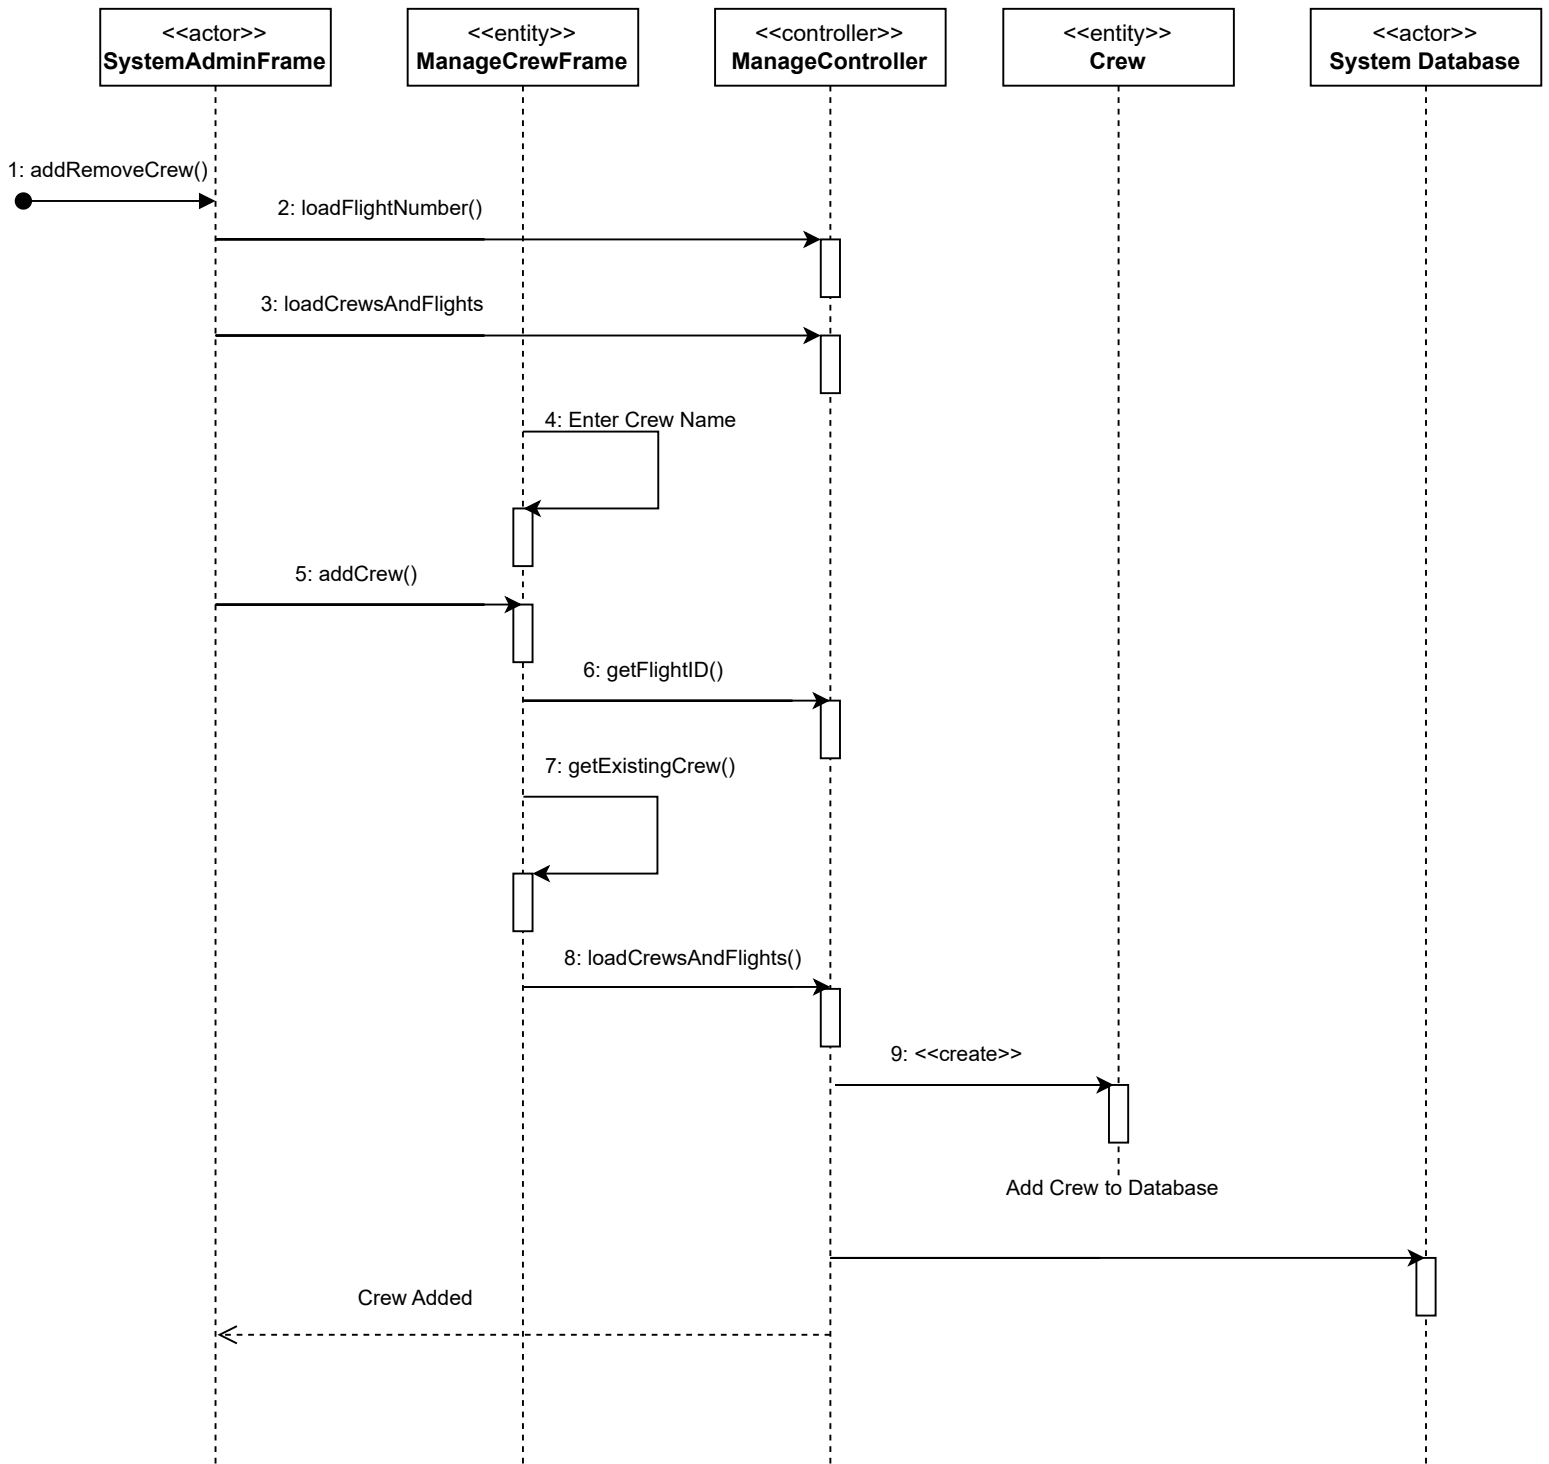 <<actor>>
SystemAdminFrame
<<entity>>
ManageCrewFrame
<<controller>>
ManageController
<<entity>>
Crew
<<actor>>
System Database
1: addRemoveCrew()
2: loadFlightNumber()
3: loadCrewsAndFlights
4: Enter Crew Name
5: addCrew()
6: getFlightID()
7: getExistingCrew()
8: loadCrewsAndFlights()
9: <<create>>
Add Crew to Database
Crew Added